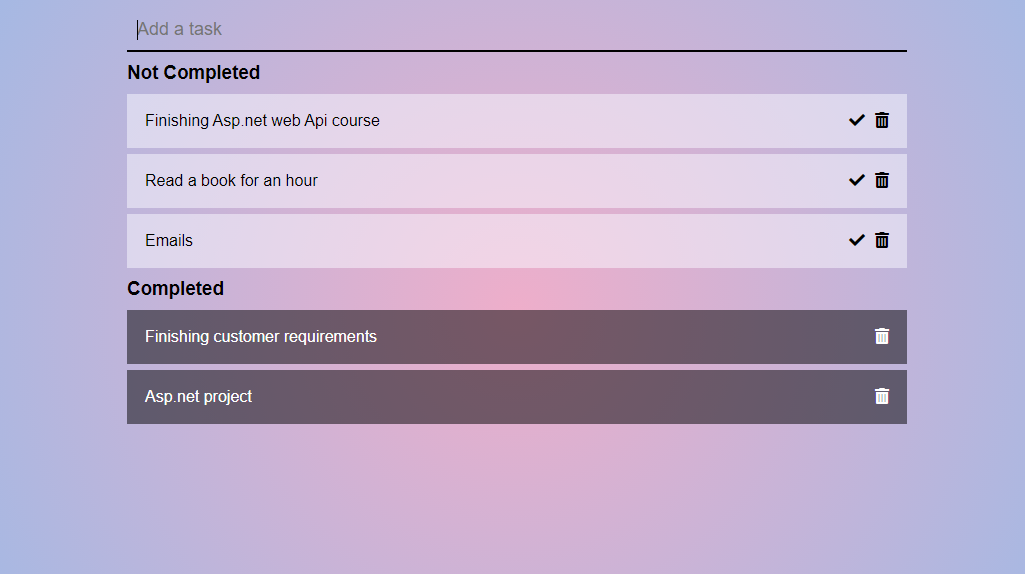 Add a task
Not Completed
Finishing Asp.net web Api course
Read a book for an hour
Emails
Completed
Finishing customer requirements
Asp.net project